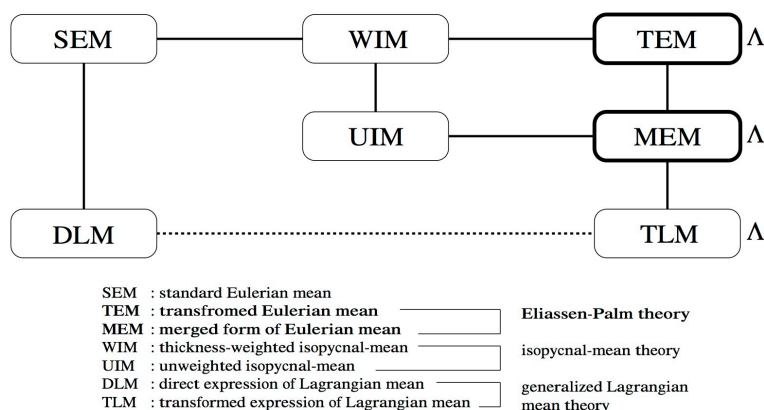 SEM WIM TEM Λ
UIM MEM Λ
DLM TLM Λ
SEM : standard Eulerian mean
TEM : transfromed Eulerian mean
Eliassen-Palm theory
MEM : merged form of Eulerian mean
WIM : thickness-weighted isopycnal-mean
isopycnal-mean theory
UIM : unweighted isopycnal-mean
DLM : direct expression of Lagrangian mean
generalized Lagrangian
TLM : transformed expression of Lagrangian mean
mean theory